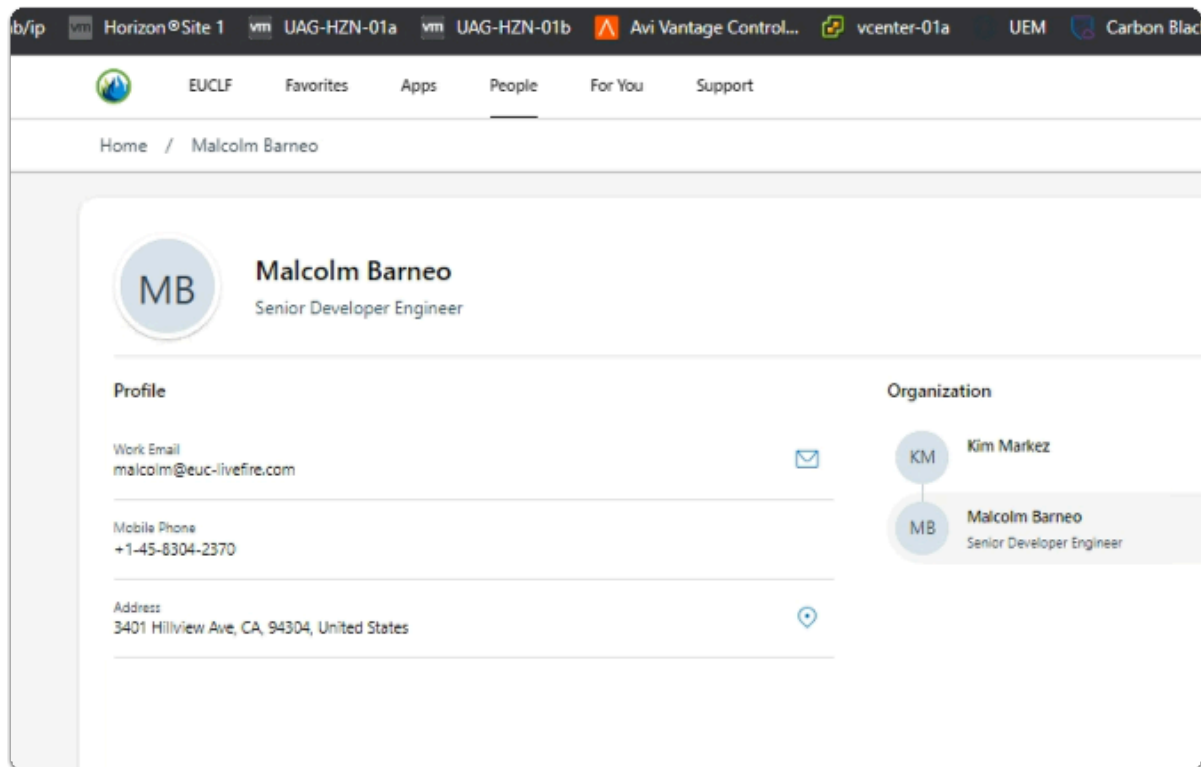 b/ip vm Horizon®Site 1 vm UAG-HZN-01a vm UAG-HZN-01b Avi Vantage Control... vcenter-01a UEM Carbon Blac
EUCLF Favorites Apps People For You Support
Home / Malcolm Barneo
MB
Malcolm Barneo
Senior Developer Engineer
Profile
Work Email
malcolm@euc-livefire.com
Mobile Phone
+1-45-8304-2370
Address
3401 Hillview Ave, CA, 94304, United States
Organization
KM Kim Markez
MB Malcolm Barneo
Senior Developer Engineer